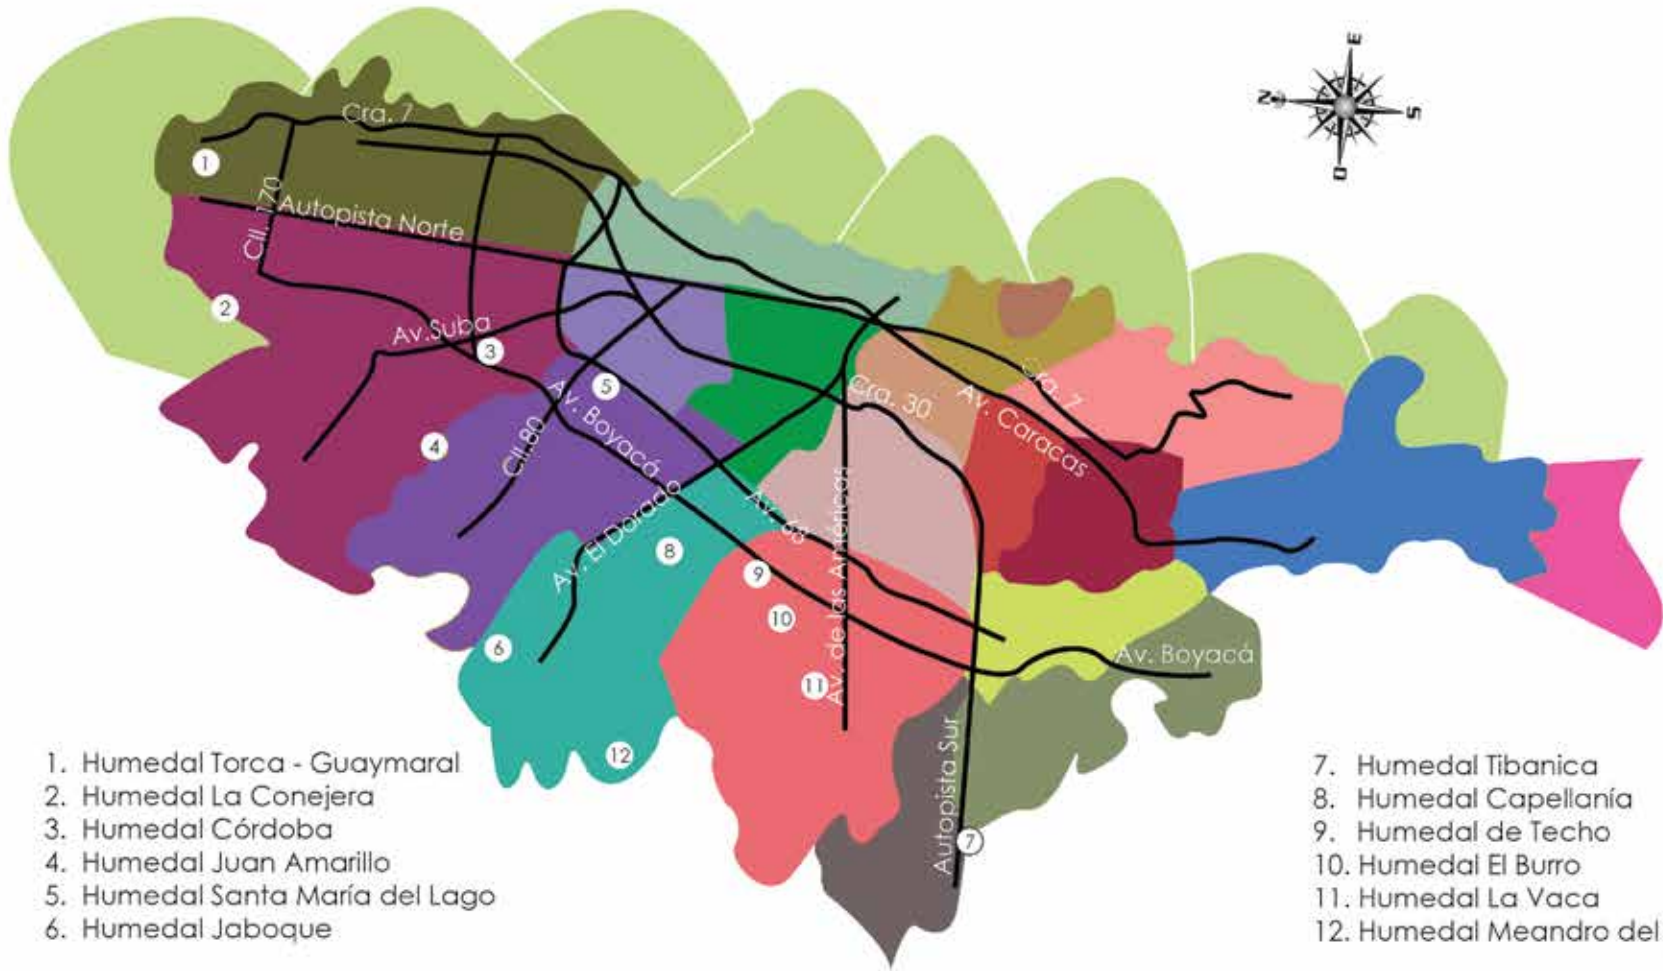 E
N
S
O
Cra. 7
1
Cll. 170
Autopista Norte
2
Av.Suba
3
5
Cra. 7
Cra. 30
Av. Caracas
Av. Boyacá
4
Cll.80
Av. 68
Av. El Dorado
Av. de las Américas
8
9
10
6
Av. Boyacá
11
12
Autopista Sur
7
1. Humedal Torca - Guaymaral
2. Humedal La Conejera
3. Humedal Córdoba
4. Humedal Juan Amarillo
5. Humedal Santa María del Lago
6. Humedal Jaboque
7. Humedal Tibanica
8. Humedal Capellanía
9. Humedal de Techo
10. Humedal El Burro
11. Humedal La Vaca
12. Humedal Meandro del